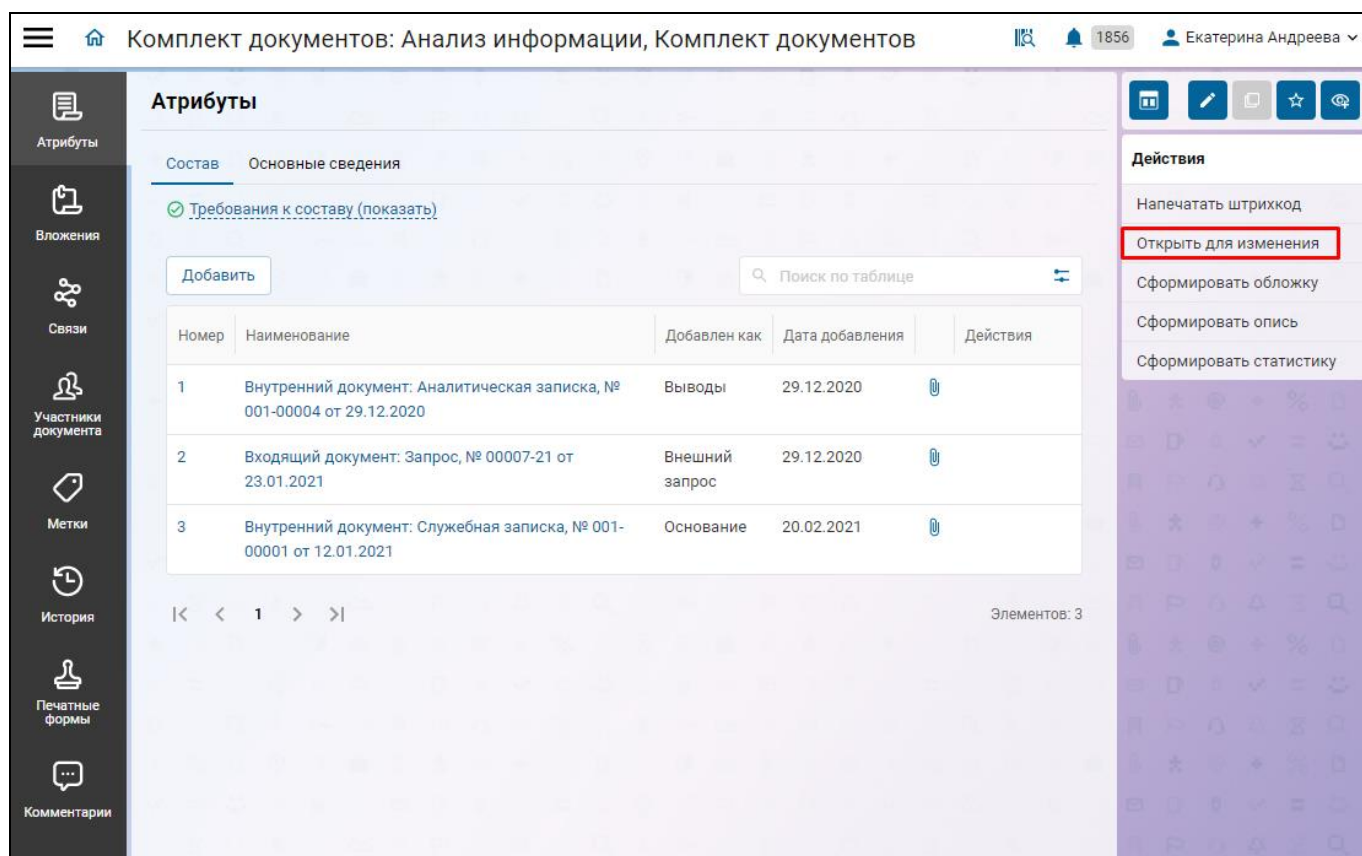 Комплект документов: Анализ информации, Комплект документов
1856
Екатерина Андреева
Атрибуты
Вложения
Связи
Участники
документа
Метки
История
Печатные
формы
Комментарии
Атрибуты
Состав
Основные сведения
Требования к составу (показать)
Добавить
Поиск по таблице
Номер Наименование Добавлен как Дата добавления Действия
1 Внутренний документ: Аналитическая записка, № Выводы 29.12.2020
001-00004 от 29.12.2020
2 Входящий документ: Запрос, № 00007-21 от Внешний 29.12.2020
23.01.2021 запрос
3 Внутренний документ: Служебная записка, № 001- Основание 20.02.2021
00001 от 12.01.2021
1
Элементов: 3
Действия
Напечатать штрихкод
Открыть для изменения
Сформировать обложку
Сформировать опись
Сформировать статистику